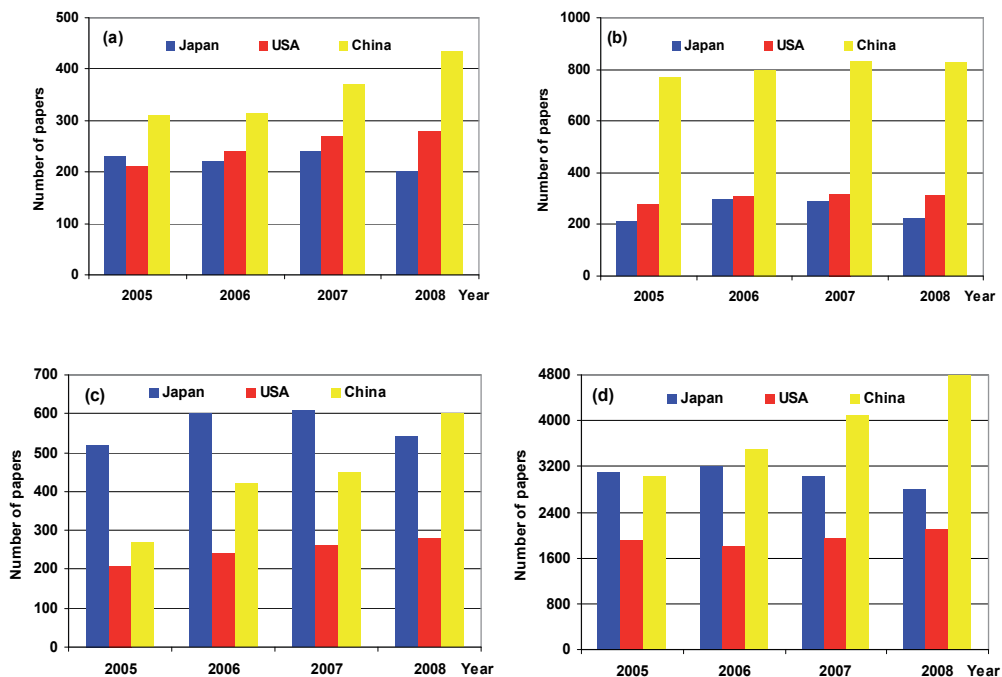 (a) Japan USA China
Number of papers
500
400
300
200
100
0
2005 2006 2007 2008 Year
(b) Japan USA China
Number of papers
1000
800
600
400
200
0
2005 2006 2007 2008 Year
(c) Japan USA China
Number of papers
700
600
500
400
300
200
100
0
2005 2006 2007 2008 Year
(d) Japan USA China
Number of papers
4800
4000
3200
2400
1600
800
0
2005 2006 2007 2008 Year